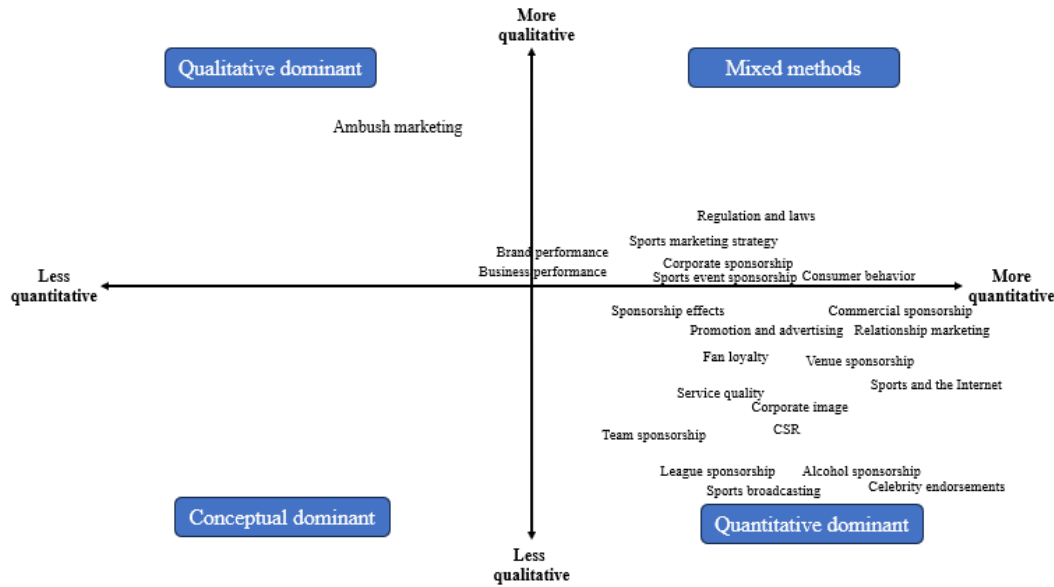 More
qualitative
Qualitative dominant
Mixed methods
Ambush marketing
Regulation and laws
Sports marketing strategy
Brand performance
Corporate sponsorship
Business performance
Sports event sponsorship
Consumer behavior
Less
quantitative
More
quantitative
Sponsorship effects
Commercial sponsorship
Promotion and advertising
Relationship marketing
Fan loyalty
Venue sponsorship
Sports and the Internet
Service quality
Corporate image
CSR
Team sponsorship
League sponsorship
Alcohol sponsorship
Sports broadcasting
Celebrity endorsements
Conceptual dominant
Quantitative dominant
Less
qualitative